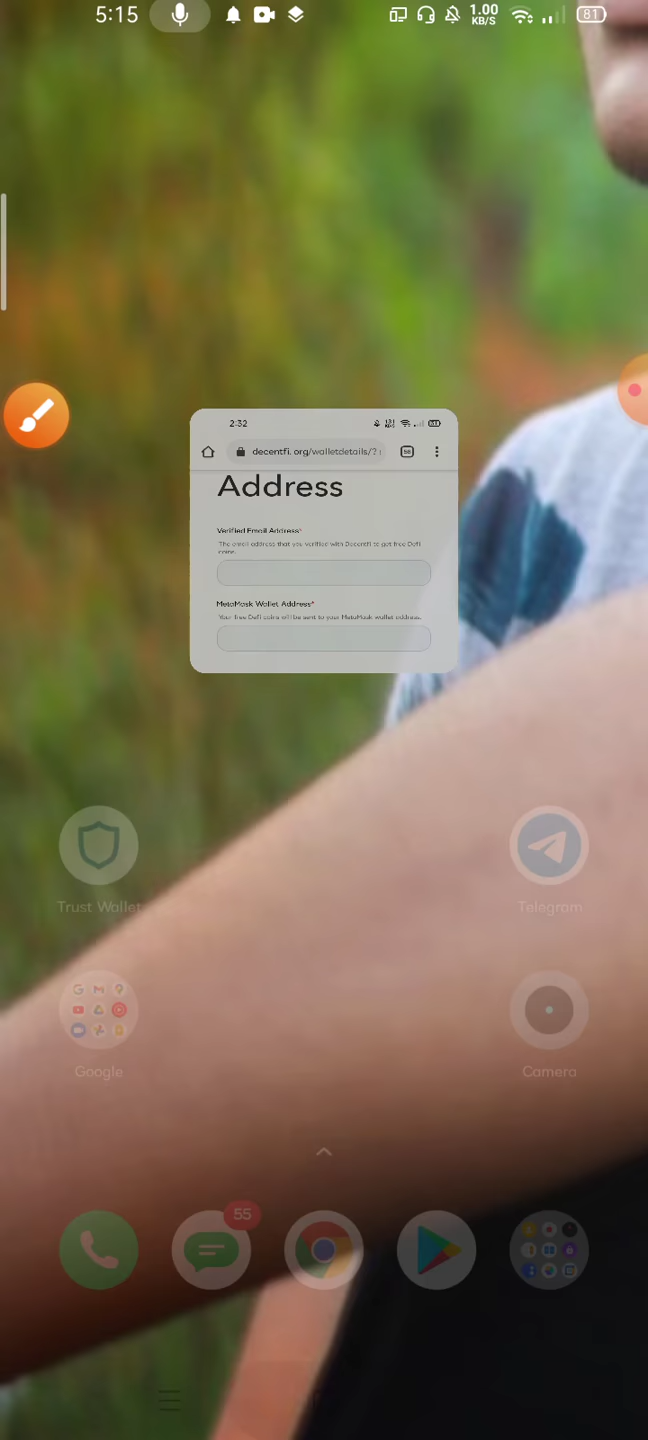 5:15
1.00
KB/S
81
2:32
decentfi.org/walletdetails/?
Address
Verified Email Address*
The email address that you verified with Decentfi to get free Defi
coins.
MetaMask Wallet Address*
Your free Defi coins will be sent to your MetaMask wallet address.
Trust Wallet
Telegram
Google
Camera
55